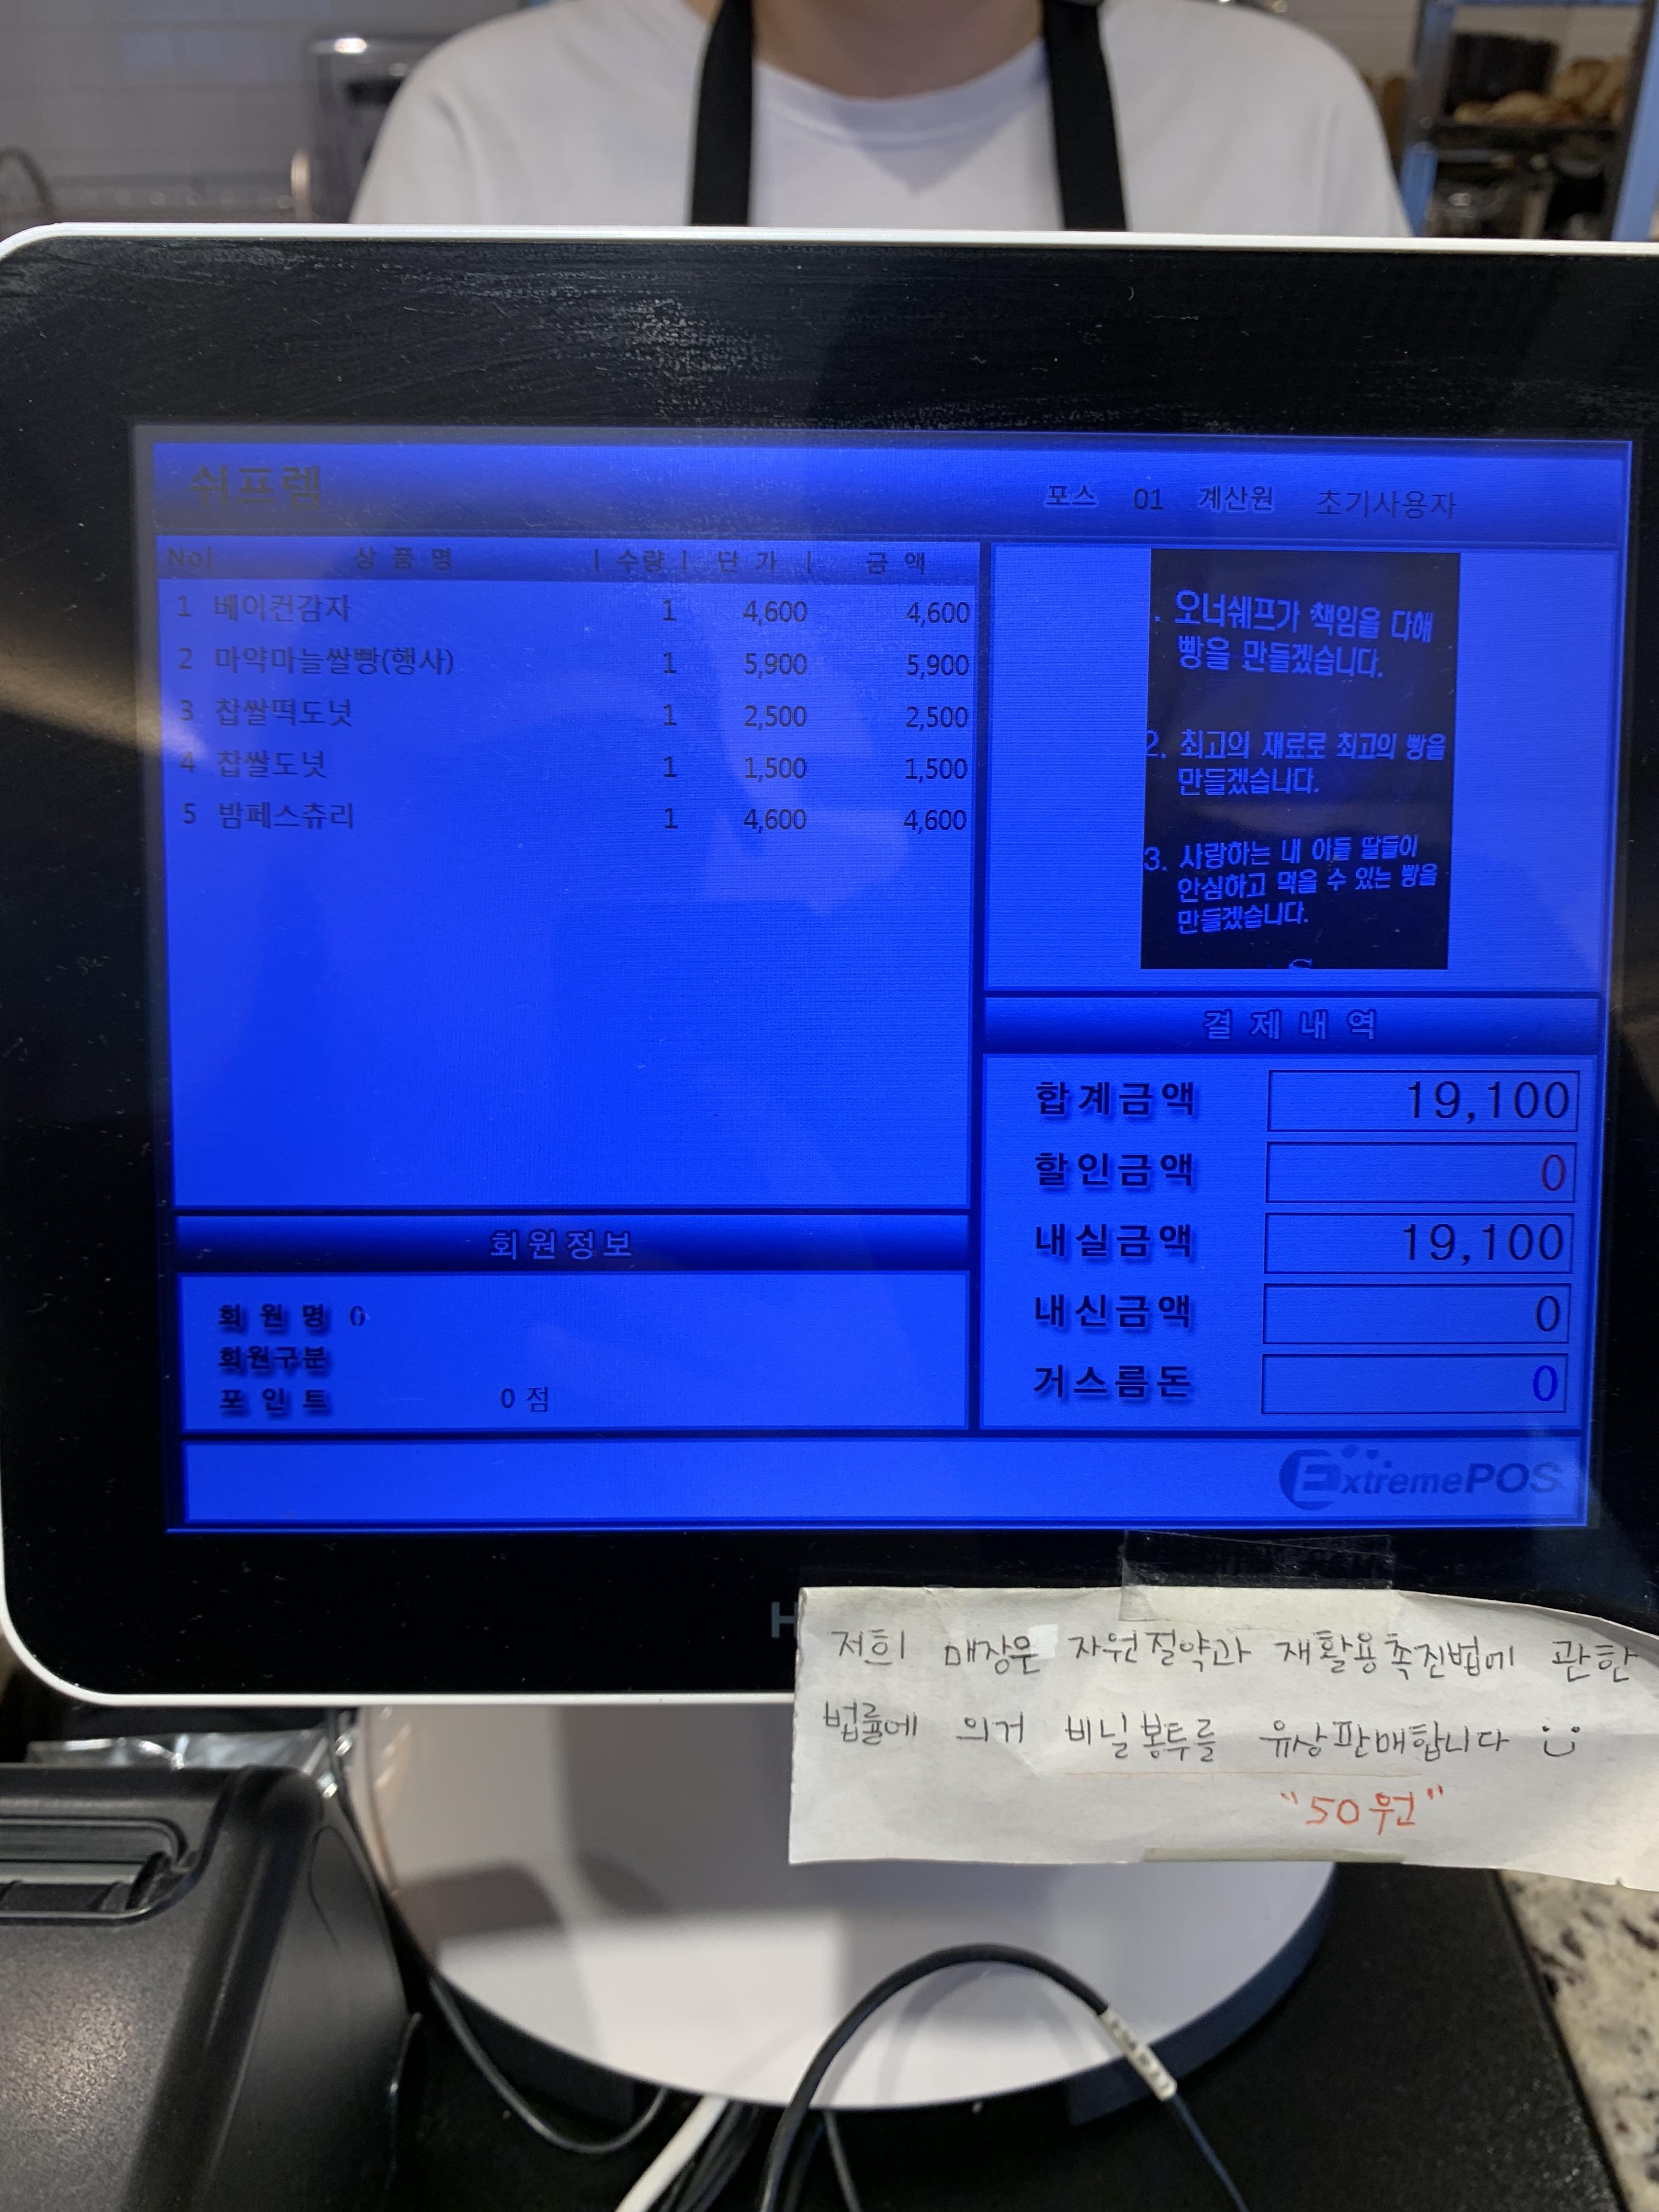 쉬프렘
포스 01 계산원 초기사용자
No| 상 품 명 | 수량 | 단 가 | 금 액
1 베이컨감자 1 4,600 4,600
2 마약마늘쌀빵(행사) 1 5,900 5,900
3 찹쌀떡도넛 1 2,500 2,500
4 찹쌀도넛 1 1,500 1,500
5 밤페스츄리 1 4,600 4,600
. 오너쉐프가 책임을 다해
빵을 만들겠습니다.
2. 최고의 재료로 최고의 빵을
만들겠습니다.
3. 사랑하는 내 아들 딸들이
안심하고 먹을 수 있는 빵을
만들겠습니다.
결 제 내 역
합계금액 19,100
할인금액 0
내실금액 19,100
내신금액 0
거스름돈 0
회원정보
회 원 명 0
회원구분
포 인 트 0 점
ExtremePOS
H
저희 매장은 자원절약과 재활용촉진법에 관한
법률에 의거 비닐봉투를 유상판매합니다 :)
"50원"